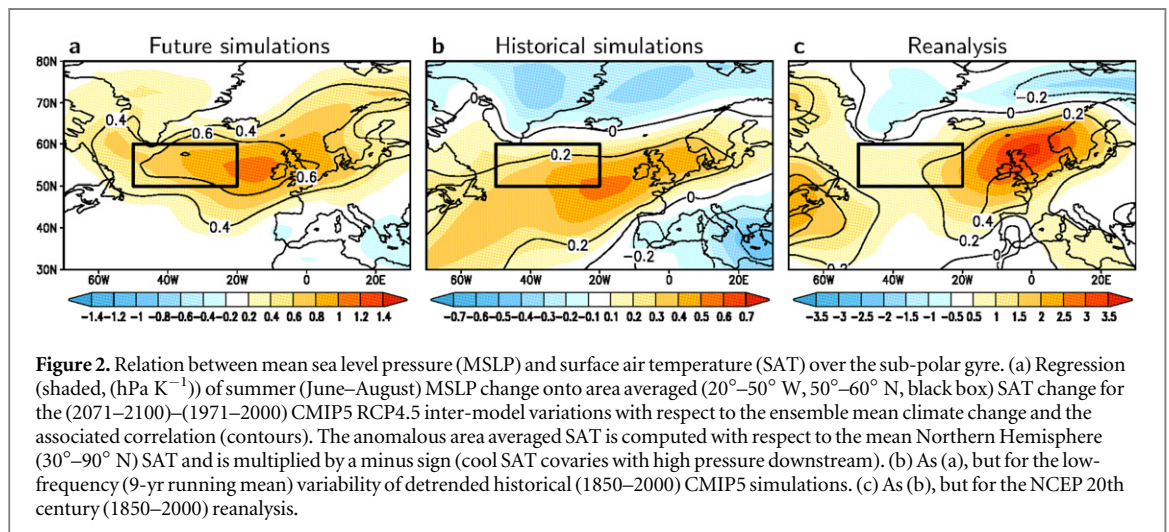 a Future simulations
b Historical simulations
c Reanalysis
80N
70N
60N
50N
40N
30N
0.4
0.6
0.4
0.6
0.4
0
0
0.2
0
0.2
-0.2
-0.2
0.2
0
0.4
0.2
60W 40W 20W 0 20E
60W 40W 20W 0 20E
60W 40W 20W 0 20E
-1.4 -1.2 -1 -0.8 -0.6 -0.4 -0.2 0.2 0.4 0.6 0.8 1 1.2 1.4
-0.7 -0.6 -0.5 -0.4 -0.3 -0.2 -0.1 0.1 0.2 0.3 0.4 0.5 0.6 0.7
-3.5 -3 -2.5 -2 -1.5 -1 -0.5 0.5 1 1.5 2 2.5 3 3.5
Figure 2. Relation between mean sea level pressure (MSLP) and surface air temperature (SAT) over the sub-polar gyre. (a) Regression
(shaded, (hPa K⁻¹)) of summer (June–August) MSLP change onto area averaged (20°–50° W, 50°–60° N, black box) SAT change for
the (2071–2100)–(1971–2000) CMIP5 RCP4.5 inter-model variations with respect to the ensemble mean climate change and the
associated correlation (contours). The anomalous area averaged SAT is computed with respect to the mean Northern Hemisphere
(30°–90° N) SAT and is multiplied by a minus sign (cool SAT covaries with high pressure downstream). (b) As (a), but for the low-
frequency (9-yr running mean) variability of detrended historical (1850–2000) CMIP5 simulations. (c) As (b), but for the NCEP 20th
century (1850–2000) reanalysis.